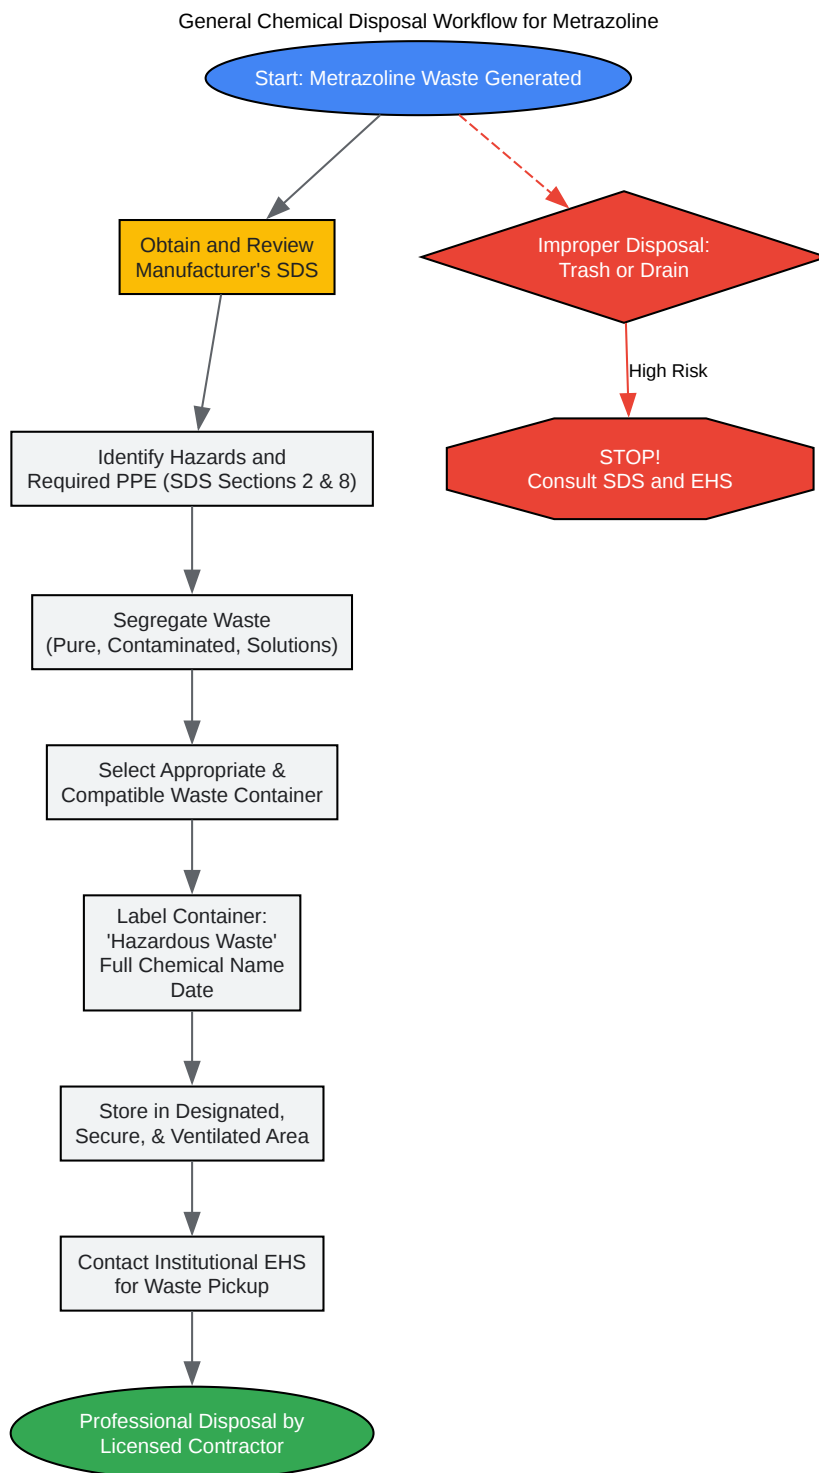 General Chemical Disposal Workflow for Metrazoline
Start: Metrazoline Waste Generated
Obtain and Review
Manufacturer's SDS
Improper Disposal:
Trash or Drain
High Risk
Identify Hazards and
Required PPE (SDS Sections 2 & 8)
STOP!
Consult SDS and EHS
Segregate Waste
(Pure, Contaminated, Solutions)
Select Appropriate &
Compatible Waste Container
Label Container:
'Hazardous Waste'
Full Chemical Name
Date
Store in Designated,
Secure, & Ventilated Area
Contact Institutional EHS
for Waste Pickup
Professional Disposal by
Licensed Contractor